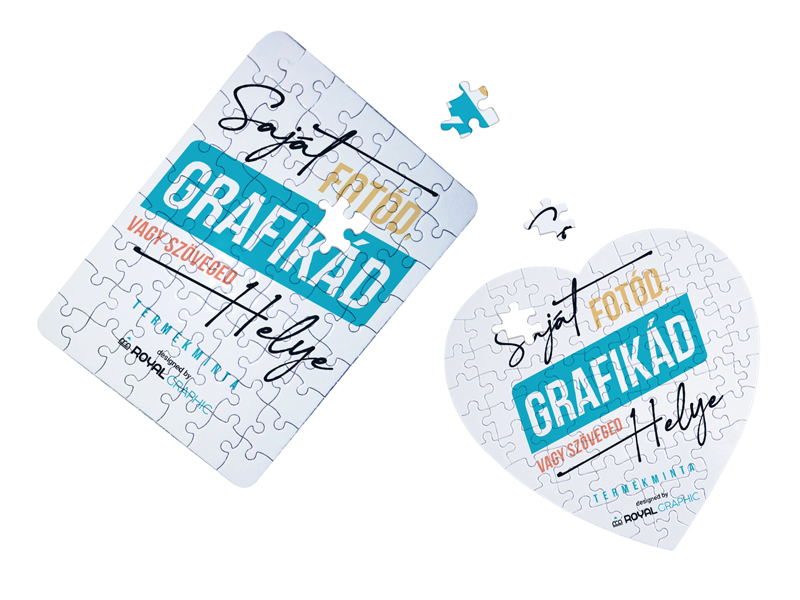 Saját
FOTÓD,
GRAFIKÁD
VAGY SZÖVEGED
Helye
TERMÉKMINTA
designed by
ROYAL GRAPHIC
Saját
FOTÓD,
GRAFIKÁD
VAGY SZÖVEGED
Helye
TERMÉKMINTA
designed by
ROYAL GRAPHIC